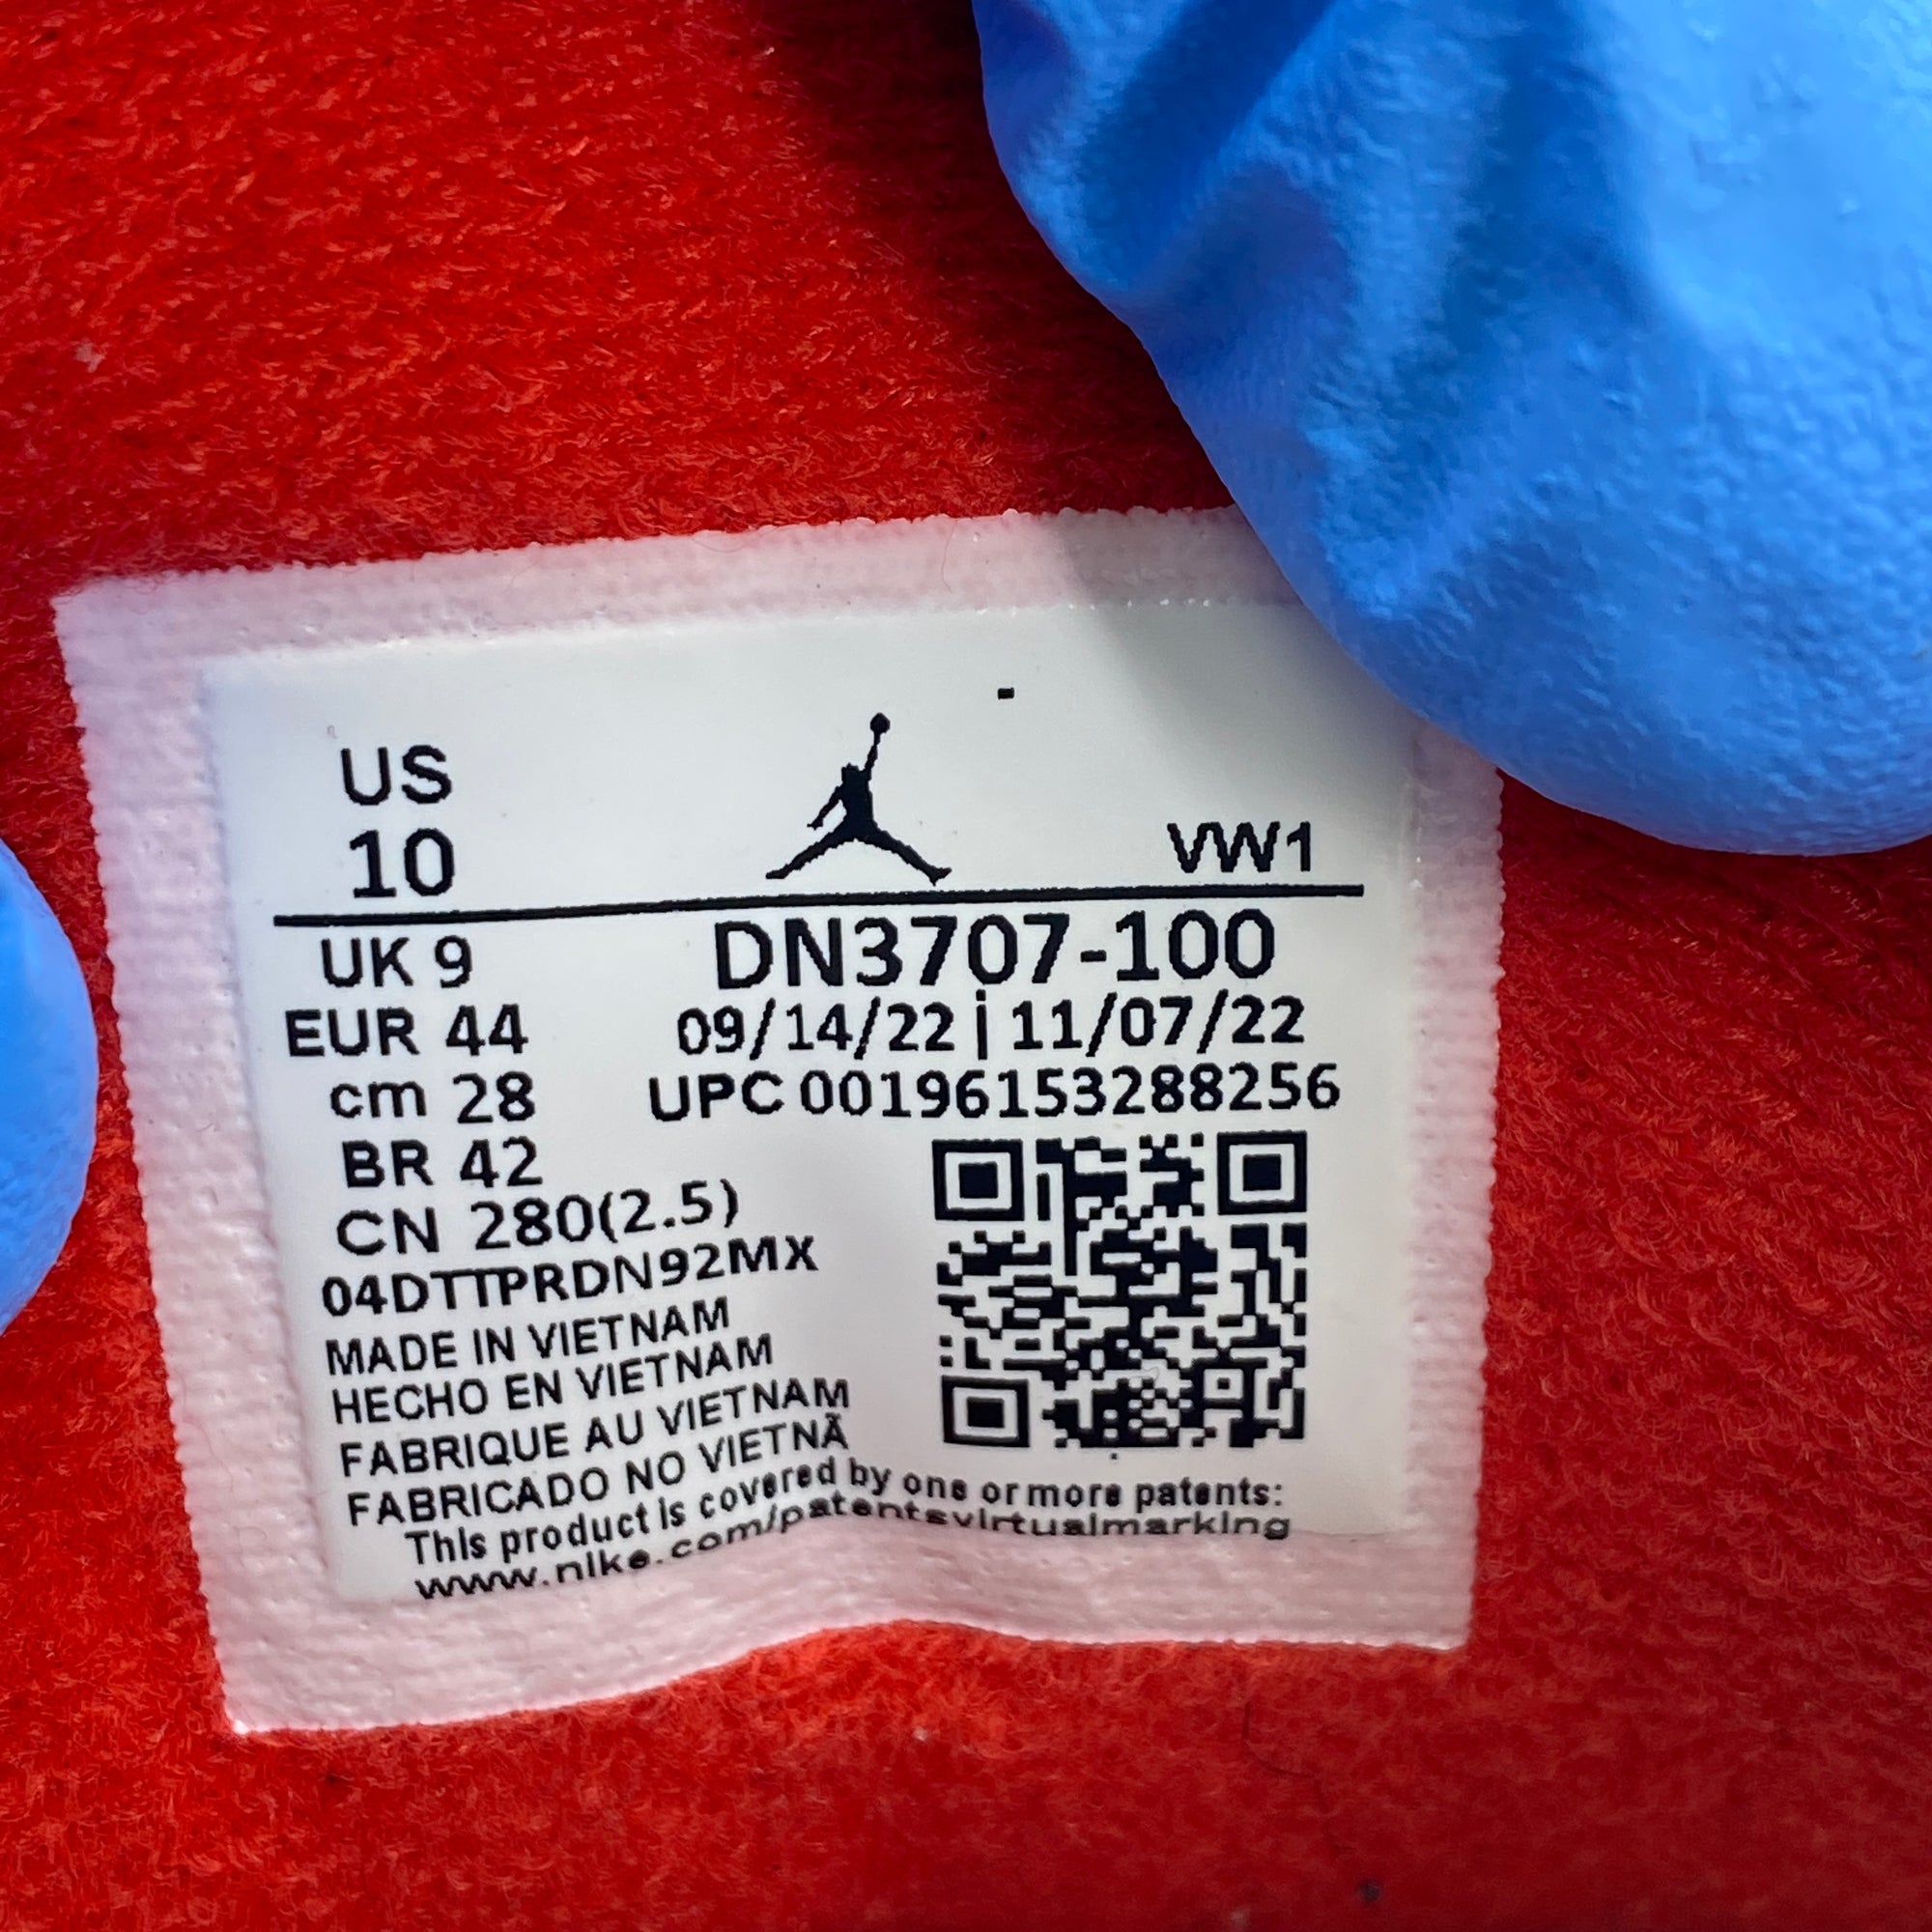 US
10
VW1
UK 9
DN3707-100
EUR 44
09/14/22 | 11/07/22
cm 28
UPC 00196153288256
BR 42
CN 280(2.5)
04DTTPRDN92MX
MADE IN VIETNAM
HECHO EN VIETNAM
FABRIQUE AU VIETNAM
FABRICADO NO VIETNÃ
This product is covered by one or more patents:
www.nike.com/patentsvirtualmarking